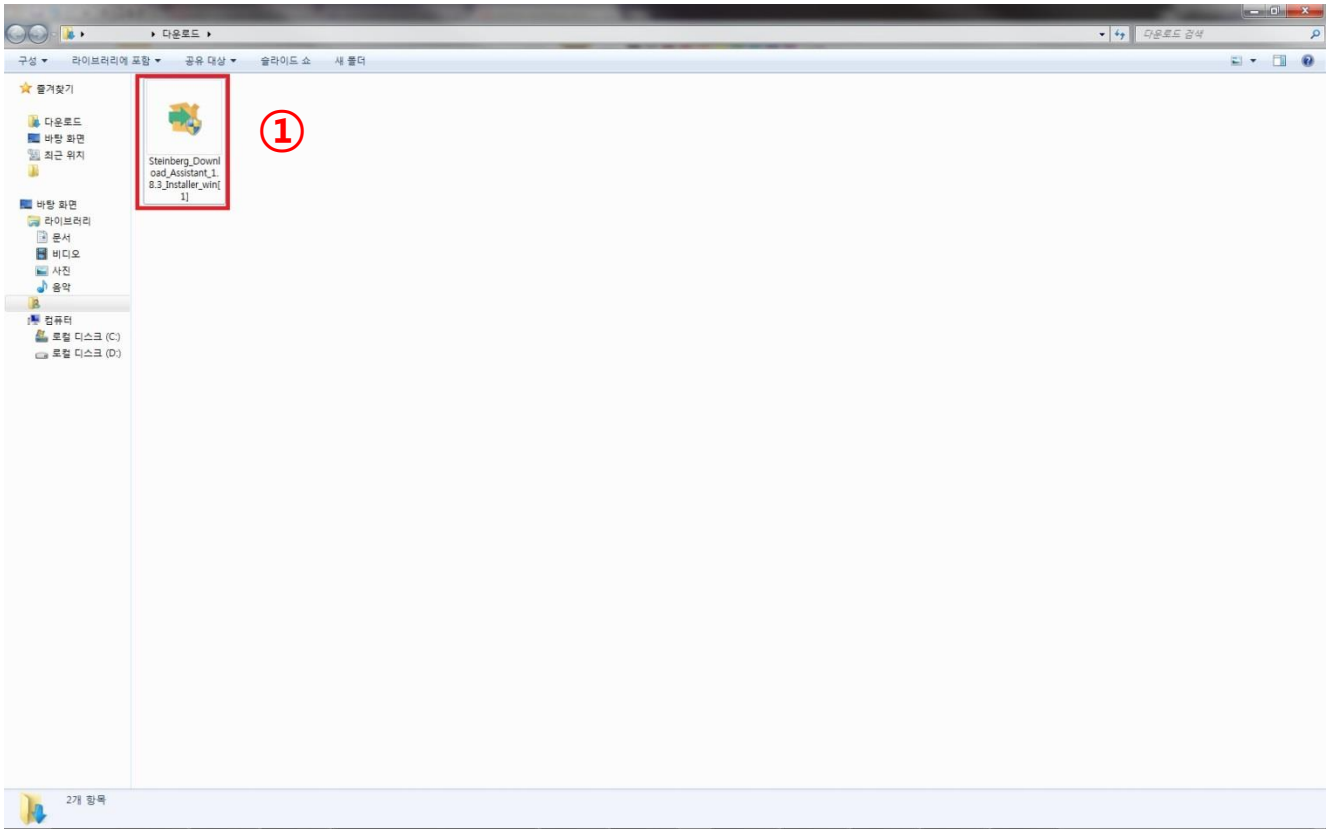 ▸ 다운로드 ▸
다운로드 검색
구성 라이브러리에 포함 공유 대상 슬라이드 쇼 새 폴더
즐겨찾기
다운로드
바탕 화면
최근 위치
바탕 화면
라이브러리
문서
비디오
사진
음악
컴퓨터
로컬 디스크 (C:)
로컬 디스크 (D:)
Steinberg_Downl
oad_Assistant_1.
8.3_Installer_win[
1]
①
2개 항목